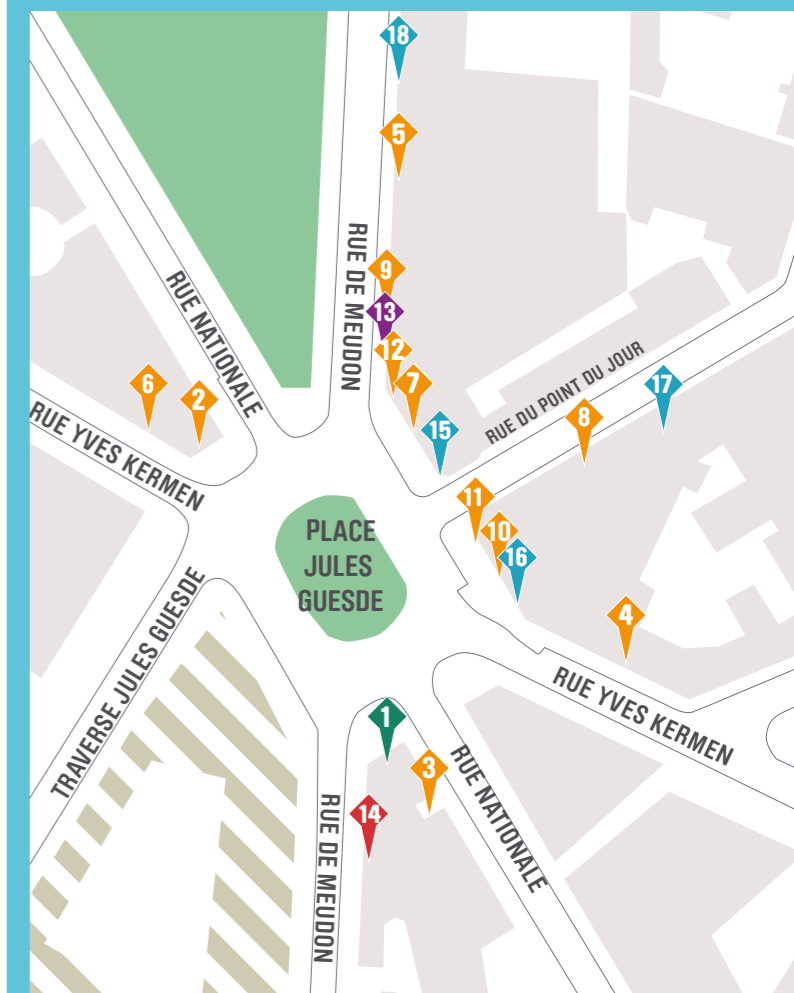 18
5
9
13
12
7
15
RUE DE MEUDON
RUE NATIONALE
6
2
RUE YVES KERMEN
RUE DU POINT DU JOUR
17
8
11
10
16
4
PLACE
JULES
GUESDE
TRAVERSE JULES GUESDE
RUE YVES KERMEN
1
3
14
RUE NATIONALE
RUE DE MEUDON